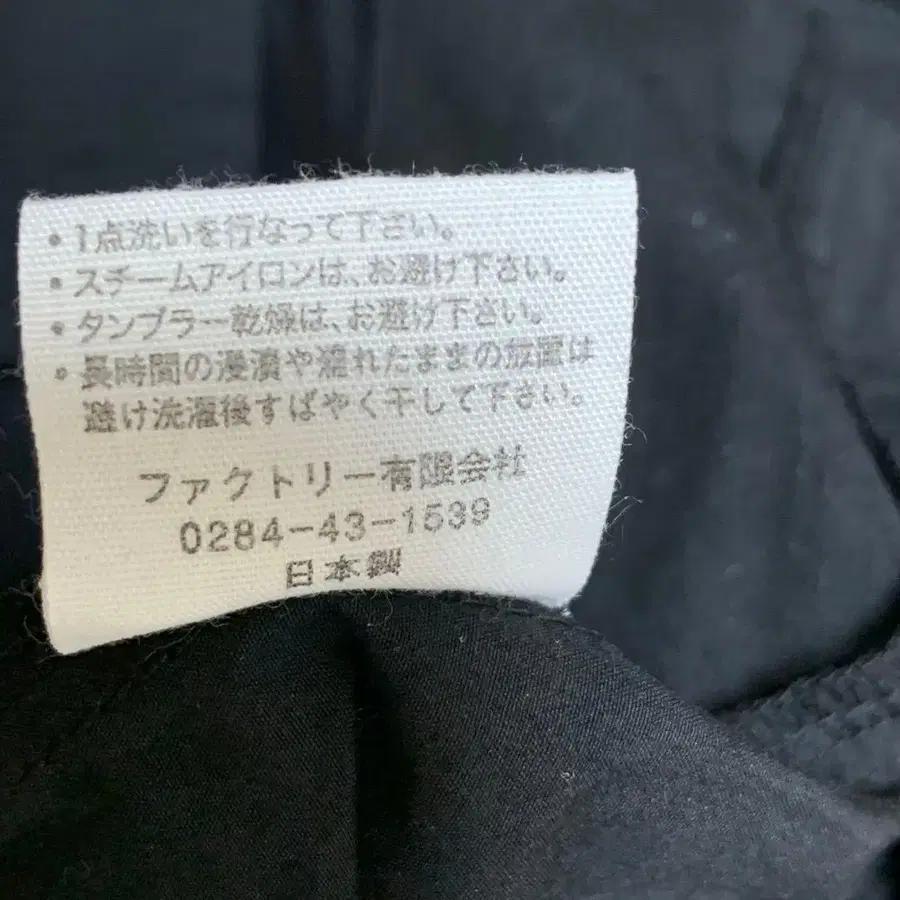 ・1点洗いを行なって下さい。
・スチームアイロンは、お避け下さい。
・タンブラー乾燥は、お避け下さい。
・長時間の浸漬や濡れたままの放置は
避け洗濯後すばやく干して下さい。
ファクトリー有限会社
0284-43-1539
日本製